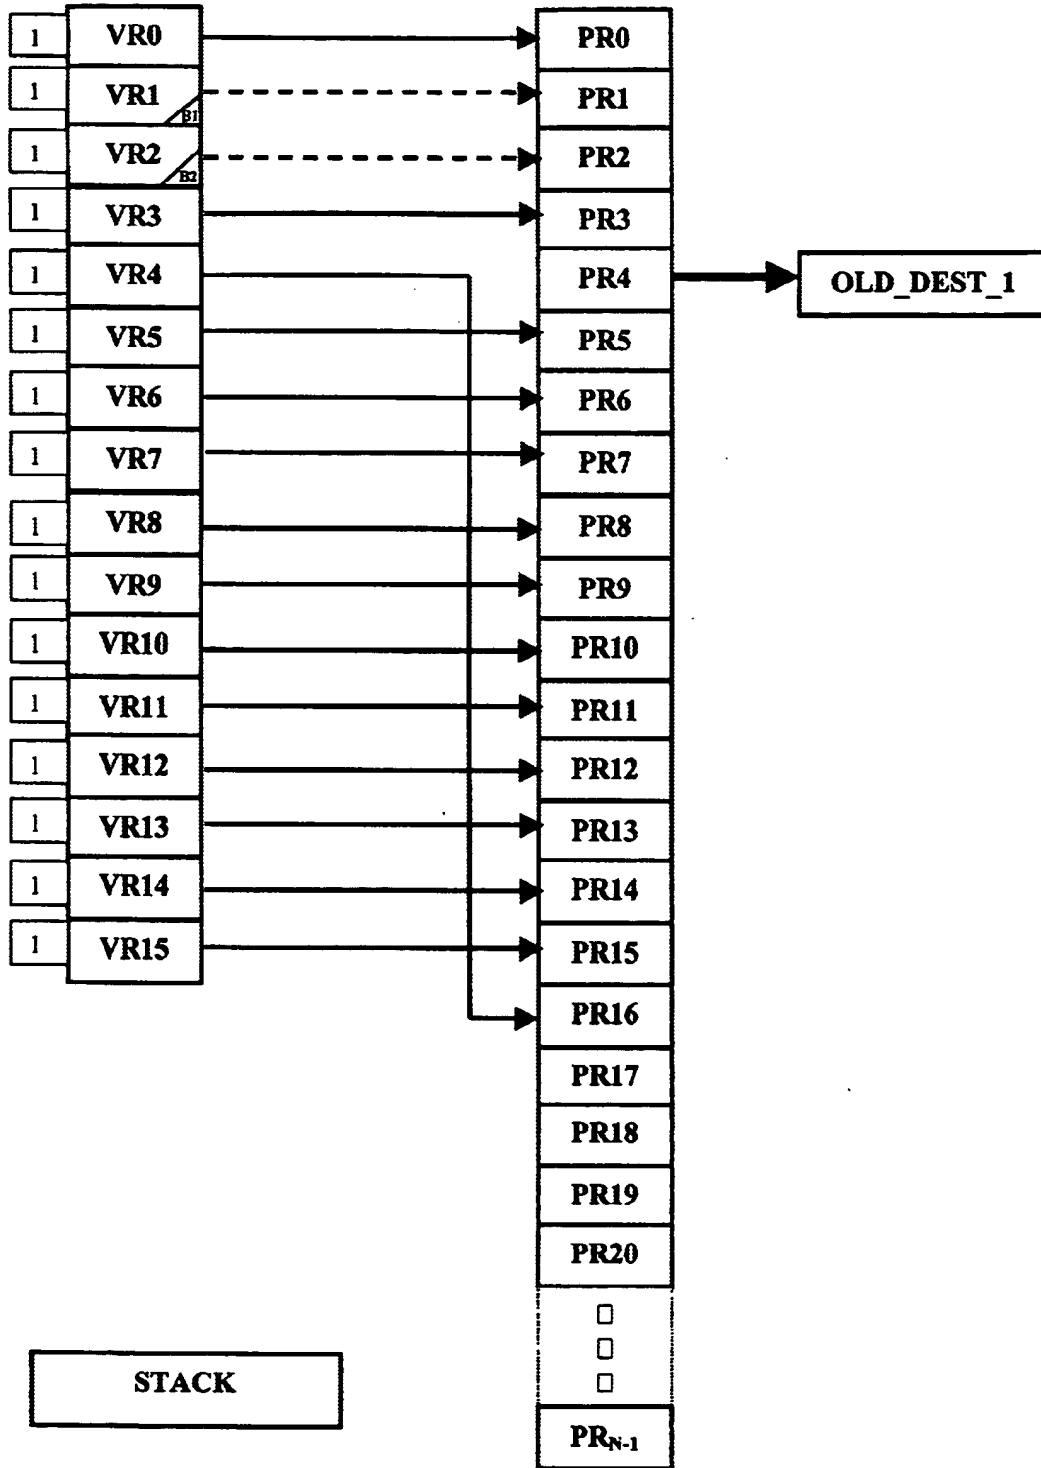 1 VR0 PR0
1 VR1 B1 PR1
1 VR2 B2 PR2
1 VR3 PR3
1 VR4 PR4 OLD_DEST_1
1 VR5 PR5
1 VR6 PR6
1 VR7 PR7
1 VR8 PR8
1 VR9 PR9
1 VR10 PR10
1 VR11 PR11
1 VR12 PR12
1 VR13 PR13
1 VR14 PR14
1 VR15 PR15
PR16
PR17
PR18
PR19
PR20
STACK
PRN-1